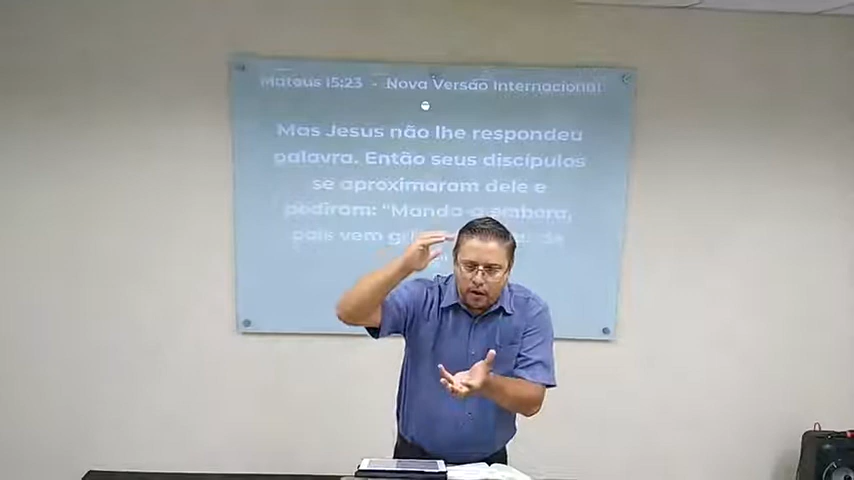 Mateus 15:23 - Nova Versão Internacional
Mas Jesus não lhe respondeu
palavra. Então seus discípulos
se aproximaram dele e
pediram: "Manda-a embora,
pois vem de